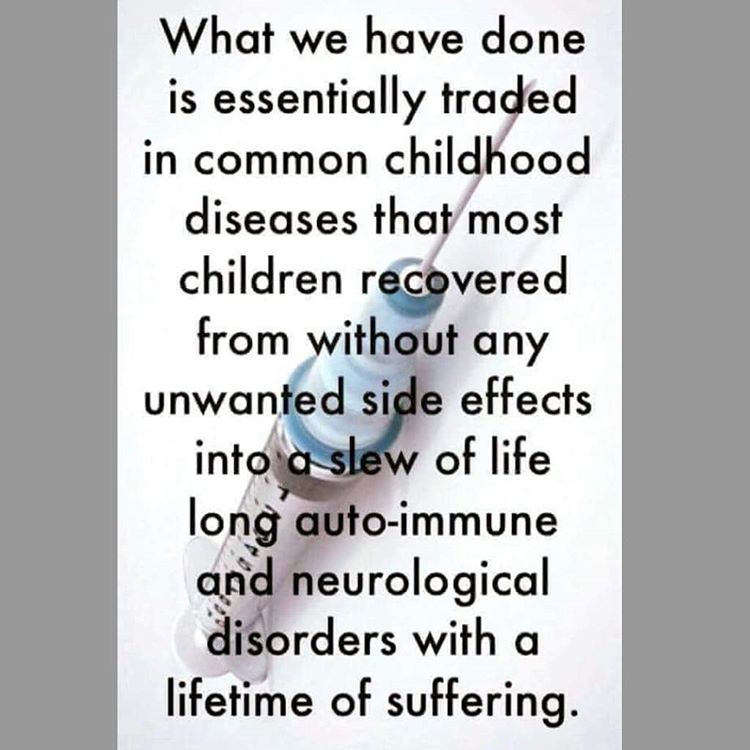 What we have done
is essentially traded
in common childhood
diseases that most
children recovered
from without any
unwanted side effects
into a slew of life
long auto-immune
and neurological
disorders with a
lifetime of suffering.